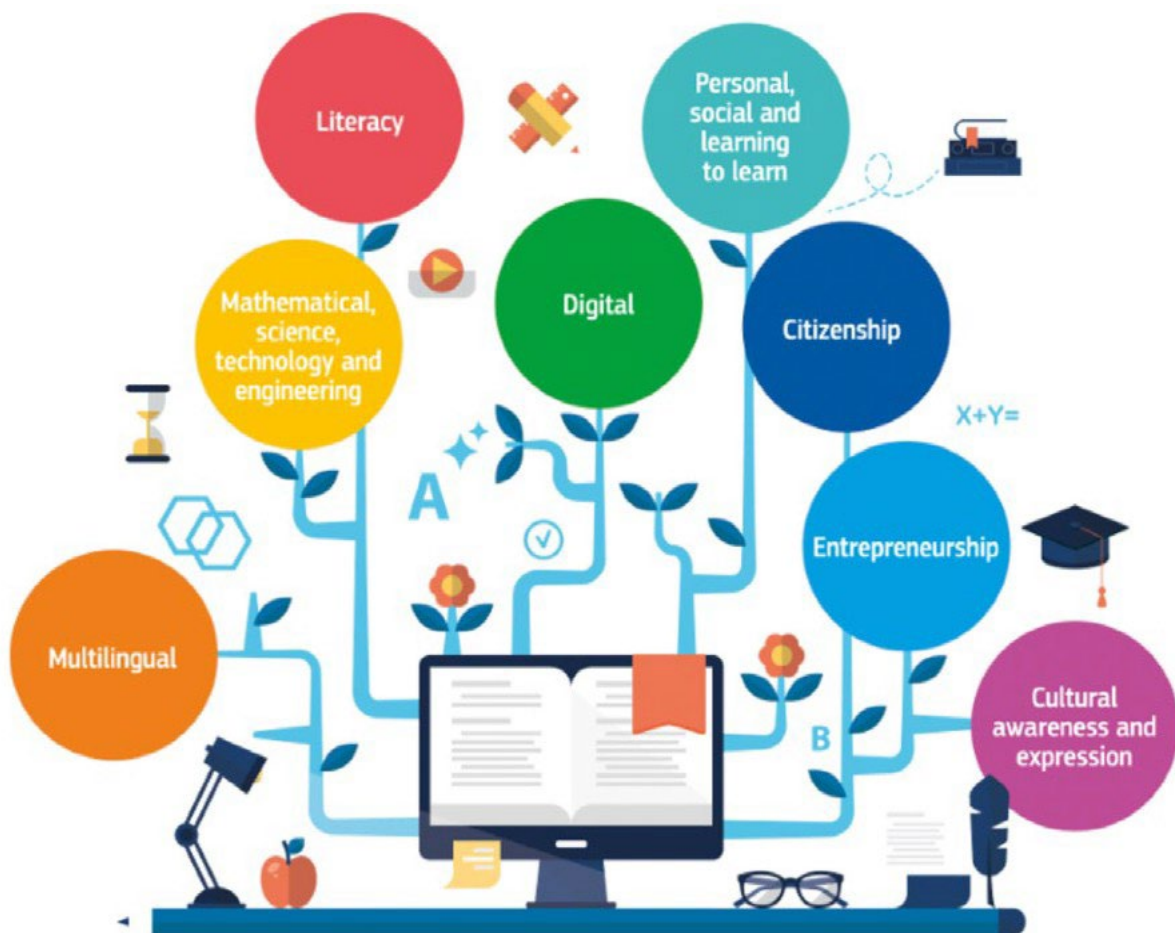 Literacy
Personal,
social and
learning
to learn
Mathematical,
science,
technology and
engineering
Digital
Citizenship
X+Y=
A
Entrepreneurship
Multilingual
B
Cultural
awareness and
expression